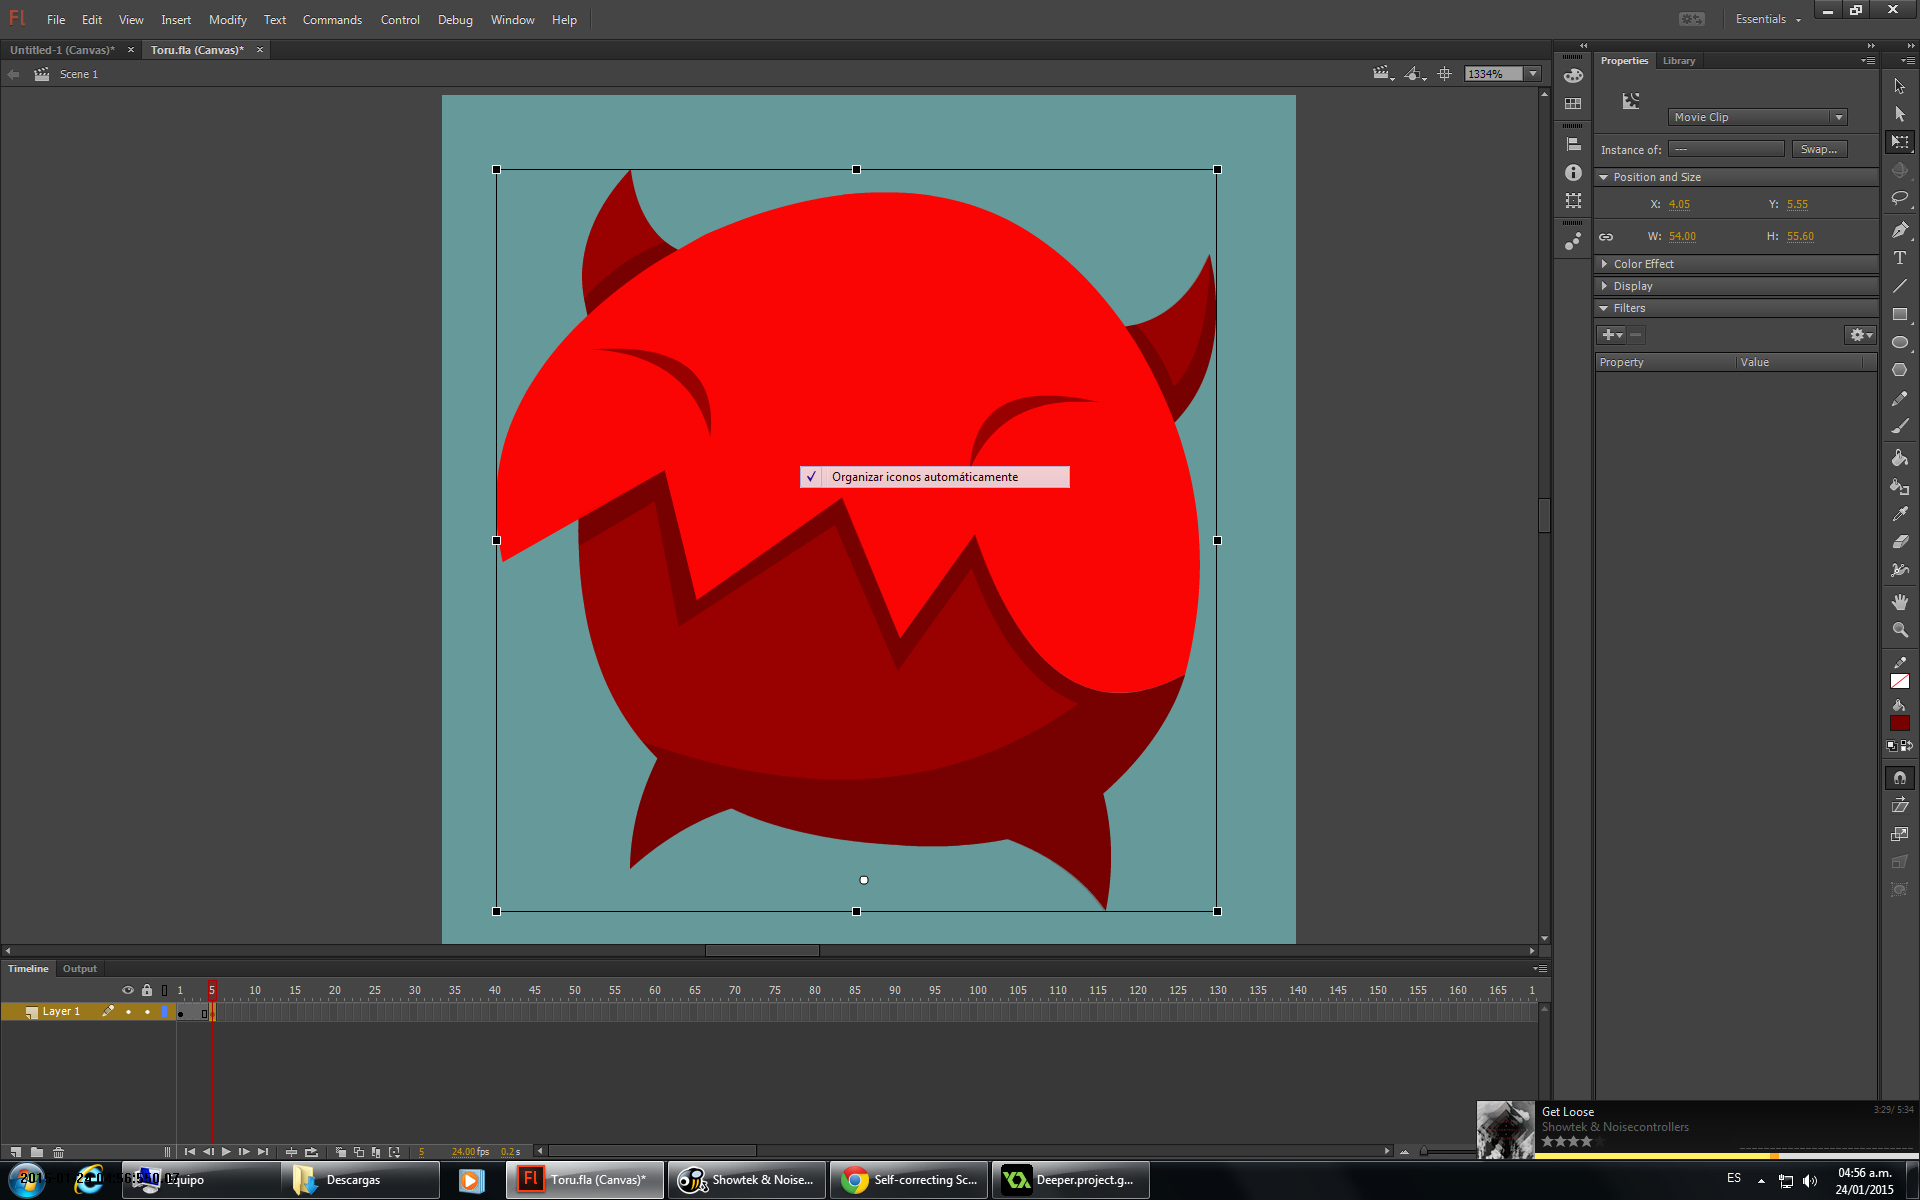 Fl File Edit View Insert Modify Text Commands Control Debug Window Help Essentials
Untitled-1 (Canvas)* × Toru.fla (Canvas)* ×
Scene 1 1334%
Properties Library
Movie Clip
Instance of: --- Swap...
Position and Size
X: 4.05 Y: 5.55
W: 54.00 H: 55.60
Color Effect
Display
Filters
Property Value
Organizar iconos automáticamente
Timeline Output
1 5 10 15 20 25 30 35 40 45 50 55 60 65 70 75 80 85 90 95 100 105 110 115 120 125 130 135 140 145 150 155 160 165 1
Layer 1
5 24.00 fps 0.2 s
Get Loose 3:29/ 5:34
Showtek & Noisecontrollers
Equipo
Descargas
Fl Toru.fla (Canvas)*
Showtek & Noise...
Self-correcting Sc...
Deeper.project.g...
ES
04:56 a.m.
24/01/2015